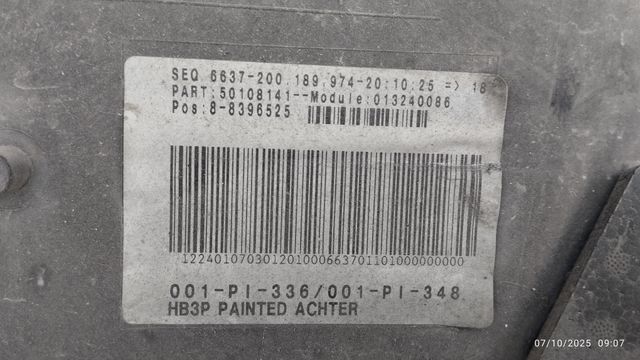 SEQ 6637-200.189.974-20:10:25 => 18
PART:50108141--Module:013240086
Pos:8-8396525
122401070301201000663701101000000000
001-PI-336/001-PI-348
HB3P PAINTED ACHTER
07/10/2025 09:07